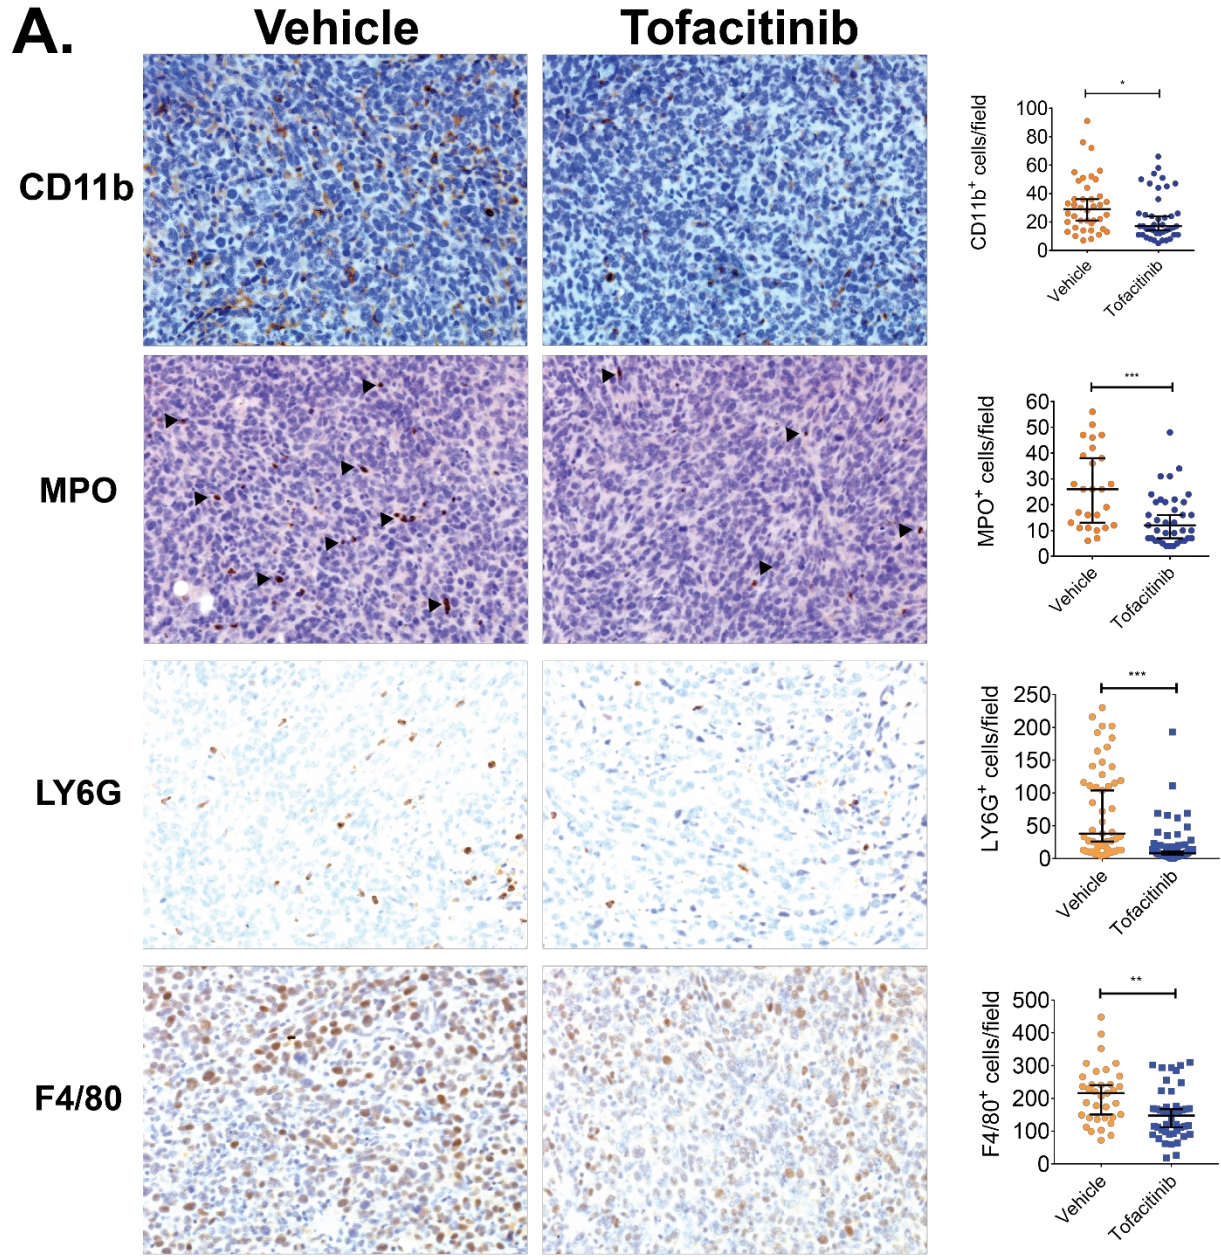 A.
Vehicle Tofacitinib
CD11b
CD11b+ cells/field
*
100
80
60
40
20
0
Vehicle
Tofacitinib
MPO
MPO+ cells/field
***
60
50
40
30
20
10
0
Vehicle
Tofacitinib
LY6G
LY6G+ cells/field
***
250
200
150
100
50
0
Vehicle
Tofacitinib
F4/80
F4/80+ cells/field
**
500
400
300
200
100
0
Vehicle
Tofacitinib